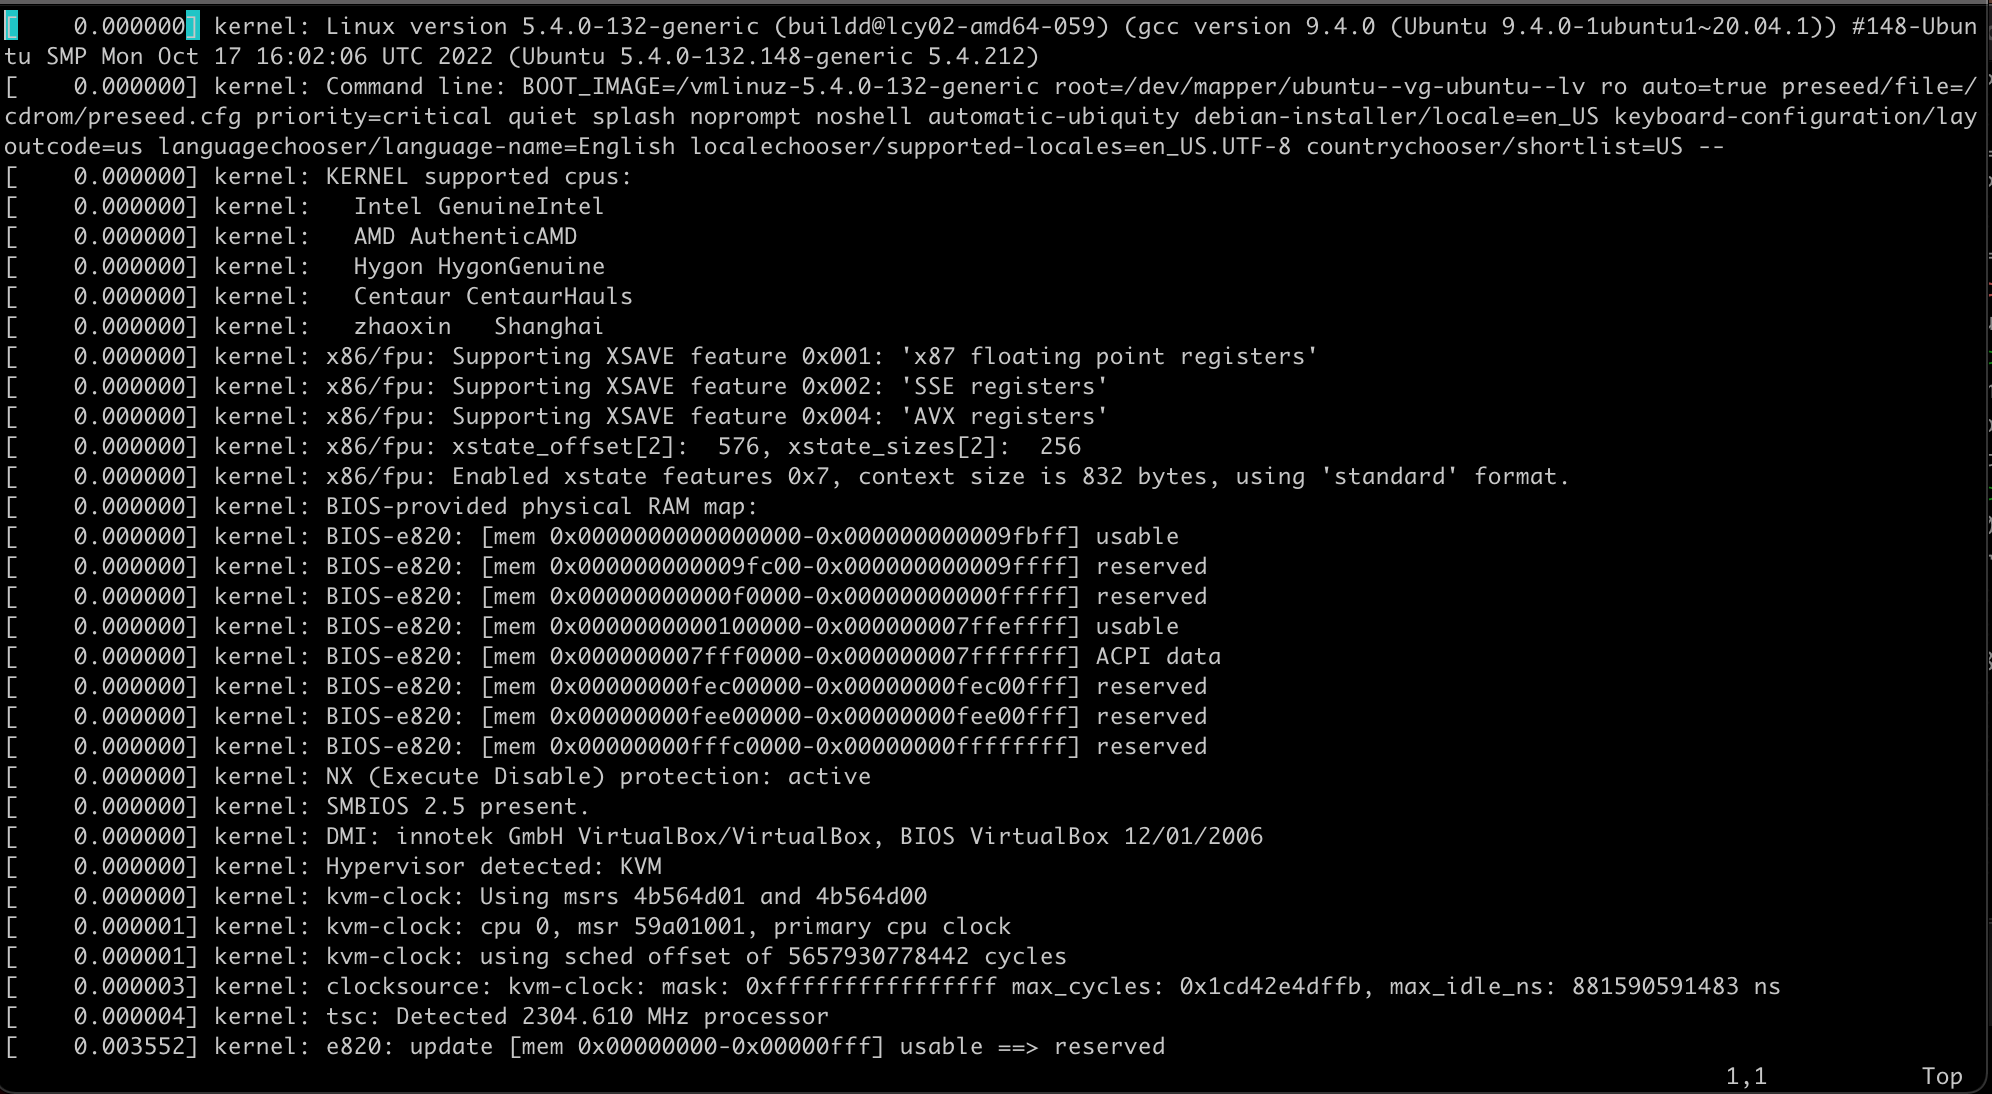 [    0.000000] kernel: Linux version 5.4.0-132-generic (buildd@lcy02-amd64-059) (gcc version 9.4.0 (Ubuntu 9.4.0-1ubuntu1~20.04.1)) #148-Ubun
tu SMP Mon Oct 17 16:02:06 UTC 2022 (Ubuntu 5.4.0-132.148-generic 5.4.212)
[    0.000000] kernel: Command line: BOOT_IMAGE=/vmlinuz-5.4.0-132-generic root=/dev/mapper/ubuntu--vg-ubuntu--lv ro auto=true preseed/file=/
cdrom/preseed.cfg priority=critical quiet splash noprompt noshell automatic-ubiquity debian-installer/locale=en_US keyboard-configuration/lay
outcode=us languagechooser/language-name=English localechooser/supported-locales=en_US.UTF-8 countrychooser/shortlist=US --
[    0.000000] kernel: KERNEL supported cpus:
[    0.000000] kernel:   Intel GenuineIntel
[    0.000000] kernel:   AMD AuthenticAMD
[    0.000000] kernel:   Hygon HygonGenuine
[    0.000000] kernel:   Centaur CentaurHauls
[    0.000000] kernel:   zhaoxin   Shanghai
[    0.000000] kernel: x86/fpu: Supporting XSAVE feature 0x001: 'x87 floating point registers'
[    0.000000] kernel: x86/fpu: Supporting XSAVE feature 0x002: 'SSE registers'
[    0.000000] kernel: x86/fpu: Supporting XSAVE feature 0x004: 'AVX registers'
[    0.000000] kernel: x86/fpu: xstate_offset[2]:  576, xstate_sizes[2]:  256
[    0.000000] kernel: x86/fpu: Enabled xstate features 0x7, context size is 832 bytes, using 'standard' format.
[    0.000000] kernel: BIOS-provided physical RAM map:
[    0.000000] kernel: BIOS-e820: [mem 0x0000000000000000-0x000000000009fbff] usable
[    0.000000] kernel: BIOS-e820: [mem 0x000000000009fc00-0x000000000009ffff] reserved
[    0.000000] kernel: BIOS-e820: [mem 0x00000000000f0000-0x00000000000fffff] reserved
[    0.000000] kernel: BIOS-e820: [mem 0x0000000000100000-0x000000007ffeffff] usable
[    0.000000] kernel: BIOS-e820: [mem 0x000000007fff0000-0x000000007fffffff] ACPI data
[    0.000000] kernel: BIOS-e820: [mem 0x00000000fec00000-0x00000000fec00fff] reserved
[    0.000000] kernel: BIOS-e820: [mem 0x00000000fee00000-0x00000000fee00fff] reserved
[    0.000000] kernel: BIOS-e820: [mem 0x00000000fffc0000-0x00000000ffffffff] reserved
[    0.000000] kernel: NX (Execute Disable) protection: active
[    0.000000] kernel: SMBIOS 2.5 present.
[    0.000000] kernel: DMI: innotek GmbH VirtualBox/VirtualBox, BIOS VirtualBox 12/01/2006
[    0.000000] kernel: Hypervisor detected: KVM
[    0.000000] kernel: kvm-clock: Using msrs 4b564d01 and 4b564d00
[    0.000001] kernel: kvm-clock: cpu 0, msr 59a01001, primary cpu clock
[    0.000001] kernel: kvm-clock: using sched offset of 5657930778442 cycles
[    0.000003] kernel: clocksource: kvm-clock: mask: 0xffffffffffffffff max_cycles: 0x1cd42e4dffb, max_idle_ns: 881590591483 ns
[    0.000004] kernel: tsc: Detected 2304.610 MHz processor
[    0.003552] kernel: e820: update [mem 0x00000000-0x00000fff] usable ==> reserved
1,1           Top